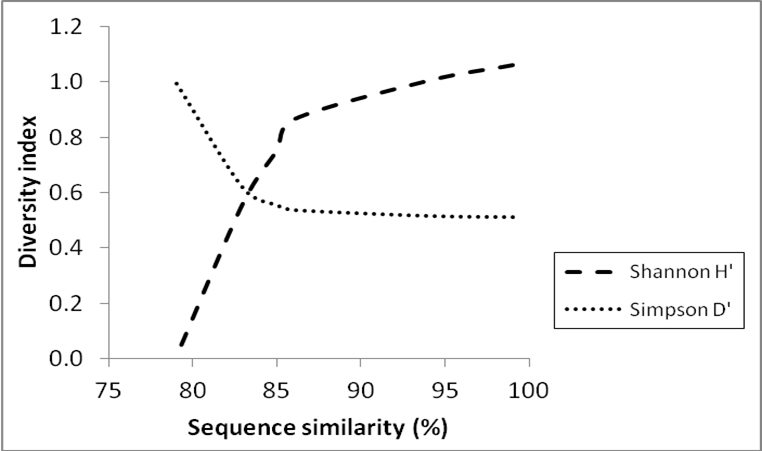 1.2
1.0
0.8
0.6
0.4
0.2
0.0
Diversity index
75 80 85 90 95 100
Sequence similarity (%)
Shannon H'
Simpson D'